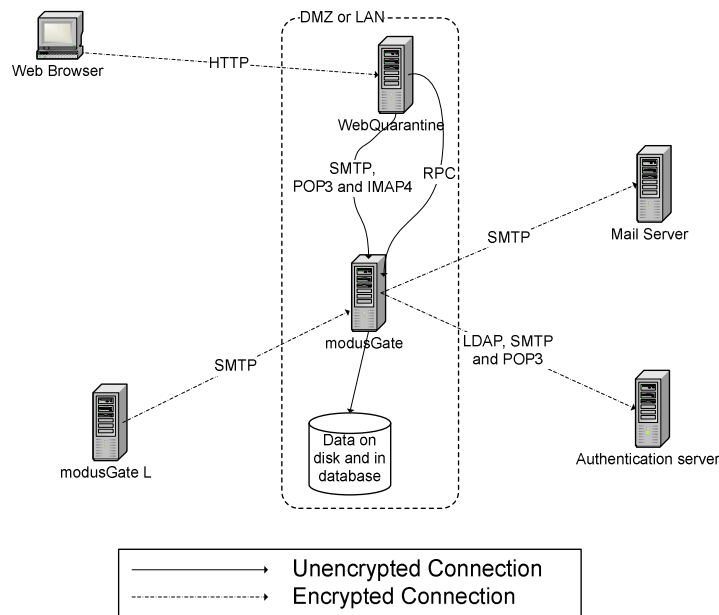 DMZ or LAN
Web Browser
HTTP
WebQuarantine
SMTP,
POP3 and IMAP4
RPC
SMTP
Mail Server
modusGate
LDAP, SMTP
and POP3
SMTP
modusGate L
Data on
disk and in
database
Authentication server
Unencrypted Connection
Encrypted Connection